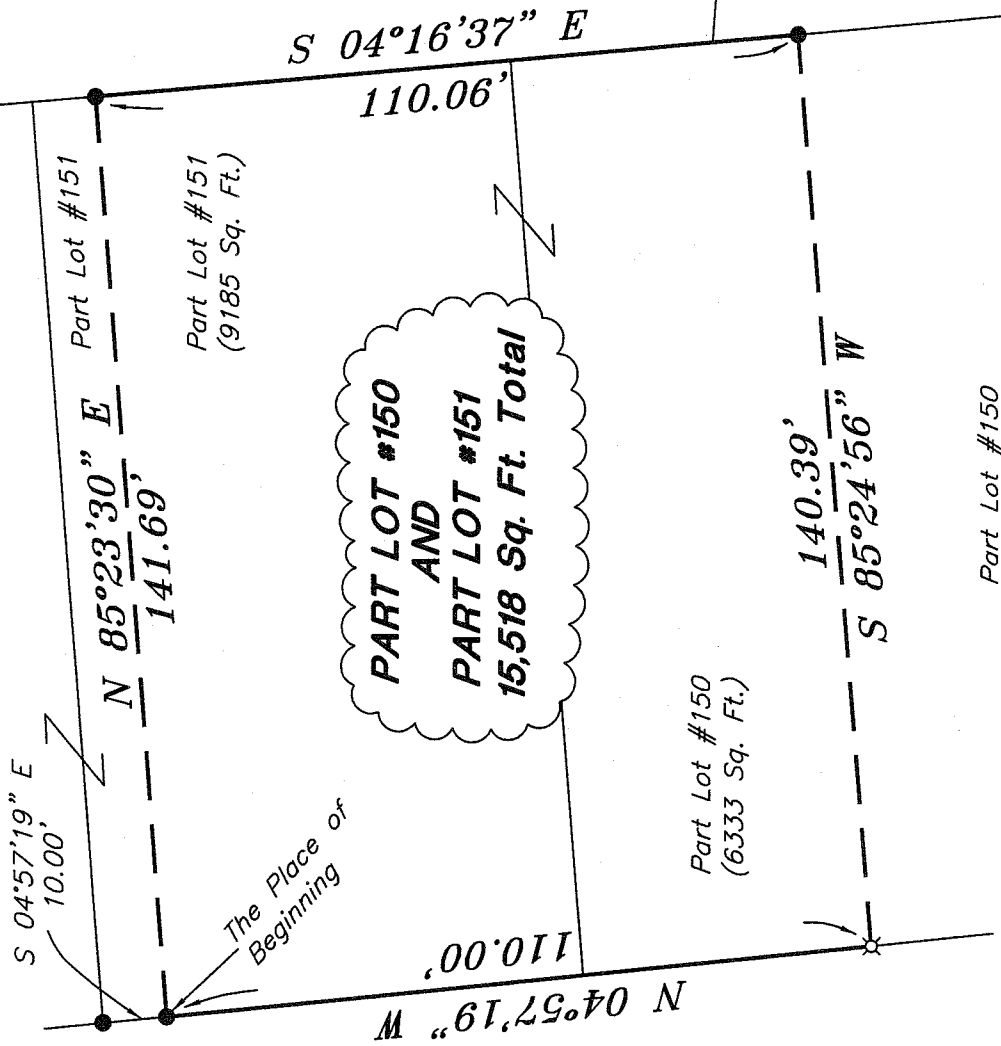 S 04°16'37" E
110.06'
Part Lot #151
Part Lot #151
(9185 Sq. Ft.)
N 85°23'30" E
141.69'
PART LOT #150
AND
PART LOT #151
15,518 Sq. Ft. Total
140.39'
S 85°24'56" W
Part Lot #150
Part Lot #150
(6333 Sq. Ft.)
S 04°57'19" E
10.00'
The Place of
Beginning
110.00'
N 04°57'19" W